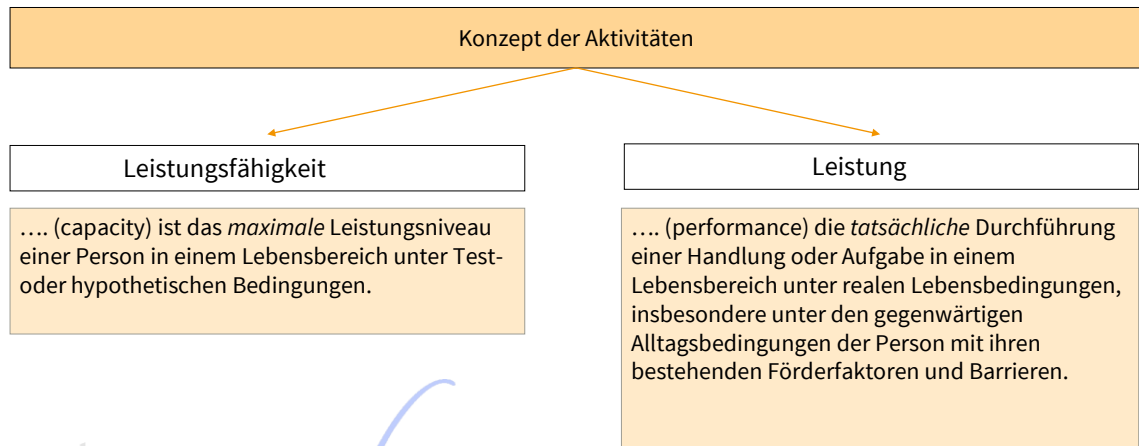 Konzept der Aktivitäten
Leistungsfähigkeit
…. (capacity) ist das maximale Leistungsniveau
einer Person in einem Lebensbereich unter Test-
oder hypothetischen Bedingungen.
Leistung
…. (performance) die tatsächliche Durchführung
einer Handlung oder Aufgabe in einem
Lebensbereich unter realen Lebensbedingungen,
insbesondere unter den gegenwärtigen
Alltagsbedingungen der Person mit ihren
bestehenden Förderfaktoren und Barrieren.